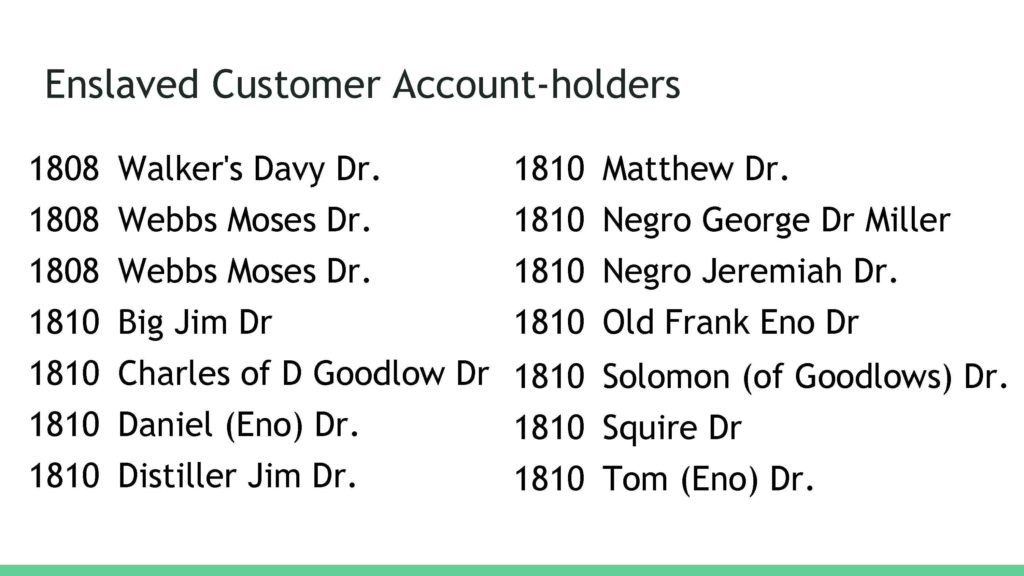 Enslaved Customer Account-holders
1808 Walker's Davy Dr.
1808 Webbs Moses Dr.
1808 Webbs Moses Dr.
1810 Big Jim Dr
1810 Charles of D Goodlow Dr
1810 Daniel (Eno) Dr.
1810 Distiller Jim Dr.
1810 Matthew Dr.
1810 Negro George Dr Miller
1810 Negro Jeremiah Dr.
1810 Old Frank Eno Dr
1810 Solomon (of Goodlows) Dr.
1810 Squire Dr
1810 Tom (Eno) Dr.